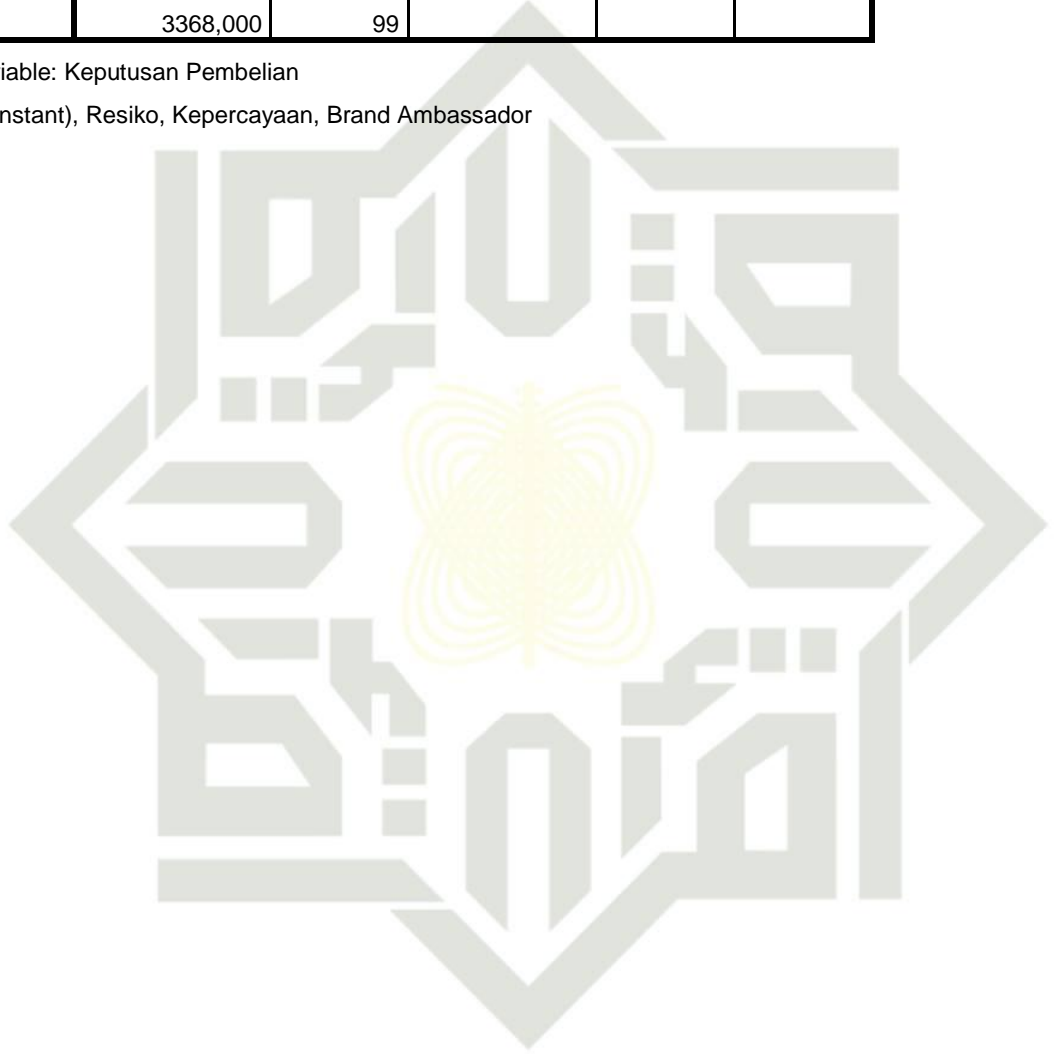 3368,000 99
iable: Keputusan Pembelian
nstant), Resiko, Kepercayaan, Brand Ambassador